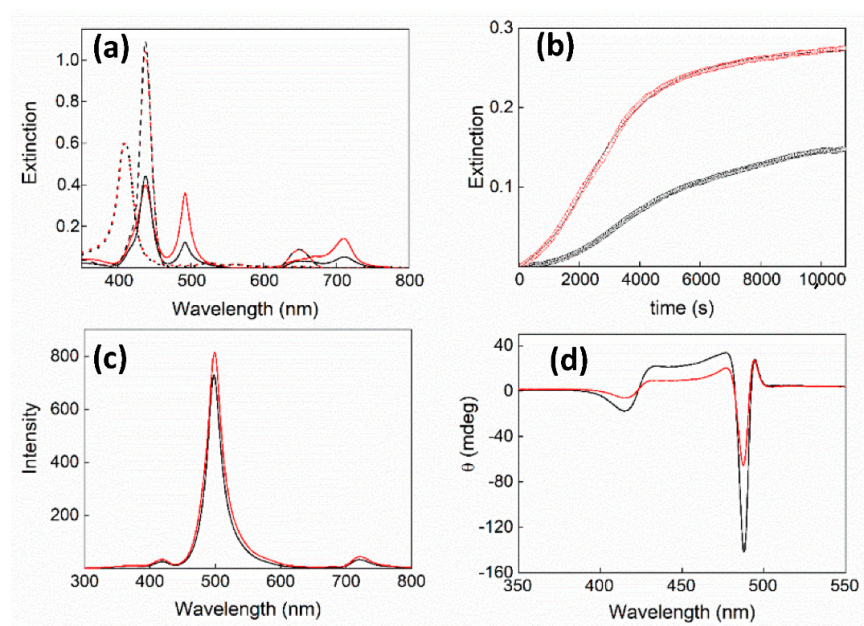 (a)
Extinction
1.0
0.8
0.6
0.4
0.2
400 500 600 700 800
Wavelength (nm)
(b)
Extinction
0.3
0.2
0.1
0 2000 4000 6000 8000 10,000
time (s)
(c)
Intensity
800
600
400
200
300 400 500 600 700 800
Wavelength (nm)
(d)
θ (mdeg)
40
0
-40
-80
-120
-160
350 400 450 500 550
Wavelength (nm)